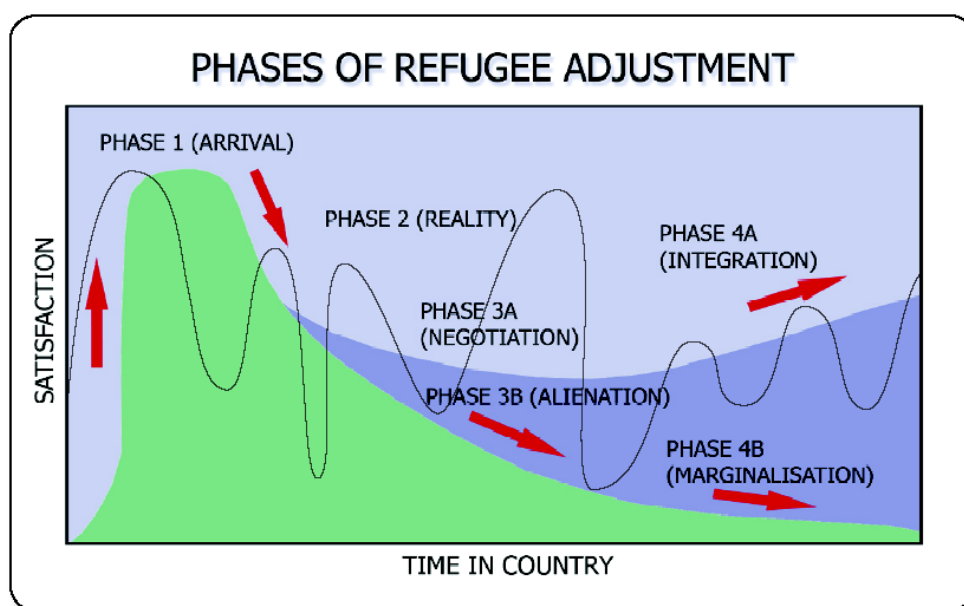 PHASES OF REFUGEE ADJUSTMENT
PHASE 1 (ARRIVAL)
PHASE 2 (REALITY)
PHASE 4A
(INTEGRATION)
PHASE 3A
(NEGOTIATION)
PHASE 3B (ALIENATION)
PHASE 4B
(MARGINALISATION)
SATISFACTION
TIME IN COUNTRY